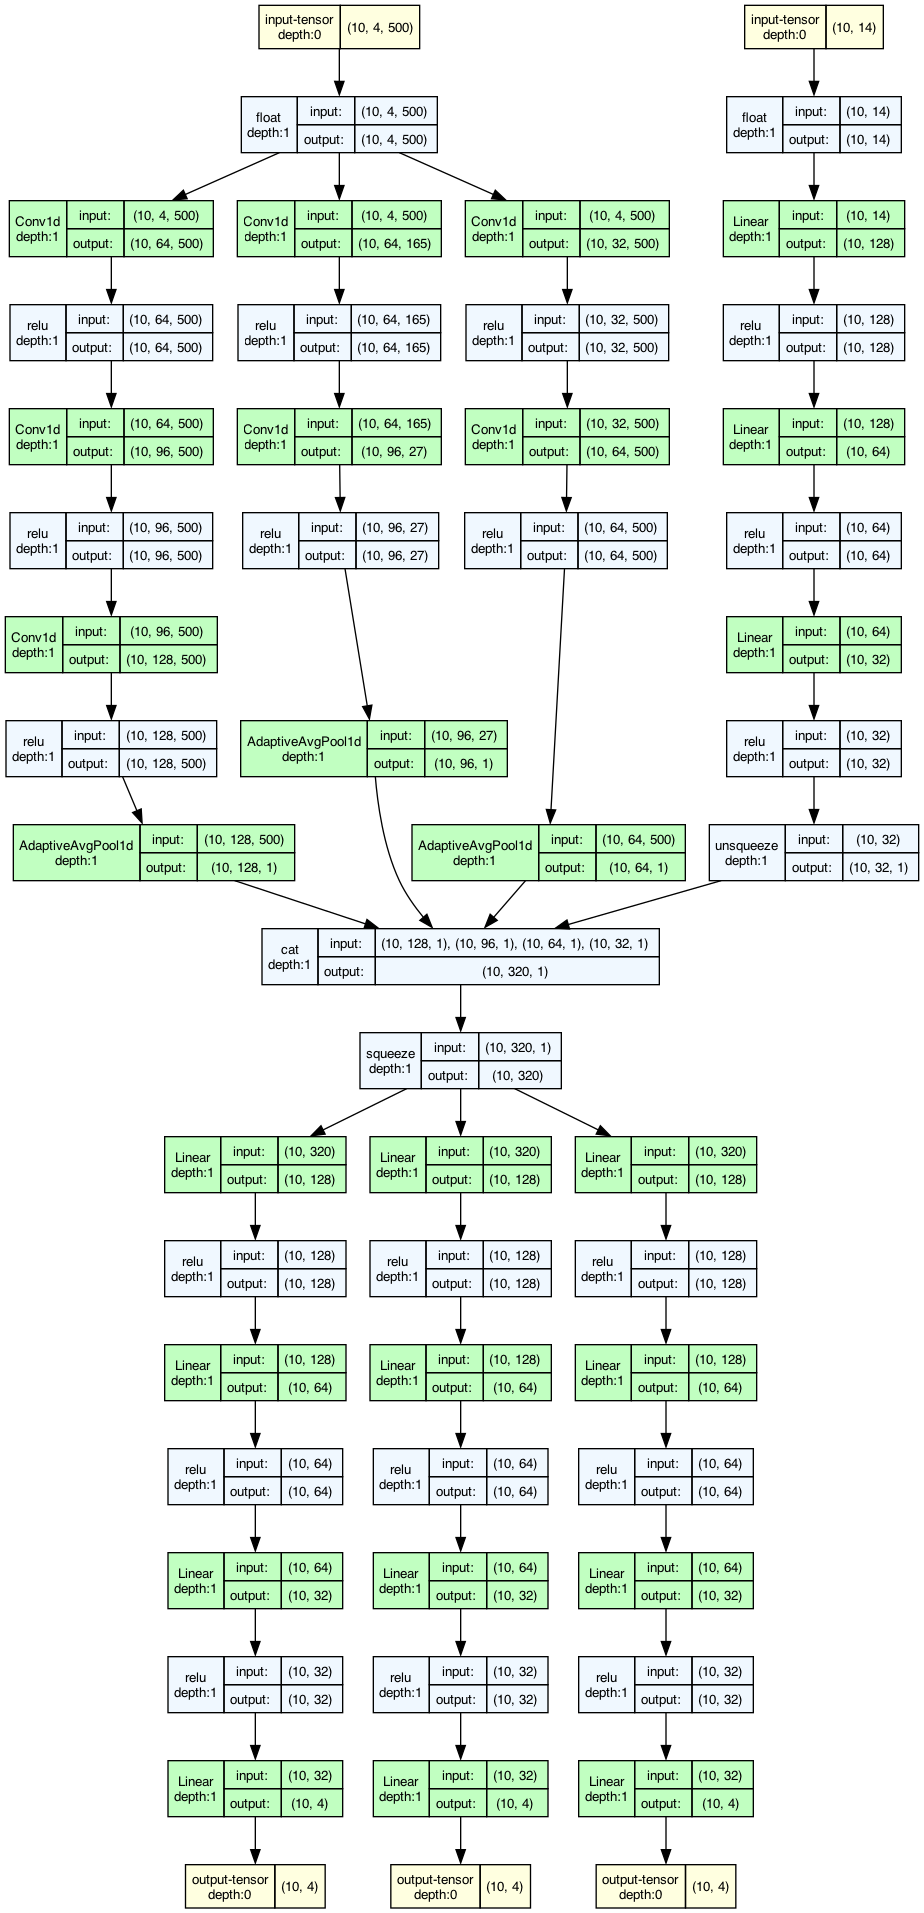 input-tensor
depth:0
(10, 4, 500)
input-tensor
depth:0
(10, 14)
float
depth:1
input:
(10, 4, 500)
output:
(10, 4, 500)
float
depth:1
input:
(10, 14)
output:
(10, 14)
Conv1d
depth:1
input:
(10, 4, 500)
output:
(10, 64, 500)
Conv1d
depth:1
input:
(10, 4, 500)
output:
(10, 64, 165)
Conv1d
depth:1
input:
(10, 4, 500)
output:
(10, 32, 500)
Linear
depth:1
input:
(10, 14)
output:
(10, 128)
relu
depth:1
input:
(10, 64, 500)
output:
(10, 64, 500)
relu
depth:1
input:
(10, 64, 165)
output:
(10, 64, 165)
relu
depth:1
input:
(10, 32, 500)
output:
(10, 32, 500)
relu
depth:1
input:
(10, 128)
output:
(10, 128)
Conv1d
depth:1
input:
(10, 64, 500)
output:
(10, 96, 500)
Conv1d
depth:1
input:
(10, 64, 165)
output:
(10, 96, 27)
Conv1d
depth:1
input:
(10, 32, 500)
output:
(10, 64, 500)
Linear
depth:1
input:
(10, 128)
output:
(10, 64)
relu
depth:1
input:
(10, 96, 500)
output:
(10, 96, 500)
relu
depth:1
input:
(10, 96, 27)
output:
(10, 96, 27)
relu
depth:1
input:
(10, 64, 500)
output:
(10, 64, 500)
relu
depth:1
input:
(10, 64)
output:
(10, 64)
Conv1d
depth:1
input:
(10, 96, 500)
output:
(10, 128, 500)
Linear
depth:1
input:
(10, 64)
output:
(10, 32)
relu
depth:1
input:
(10, 128, 500)
output:
(10, 128, 500)
AdaptiveAvgPool1d
depth:1
input:
(10, 96, 27)
output:
(10, 96, 1)
relu
depth:1
input:
(10, 32)
output:
(10, 32)
AdaptiveAvgPool1d
depth:1
input:
(10, 128, 500)
output:
(10, 128, 1)
AdaptiveAvgPool1d
depth:1
input:
(10, 64, 500)
output:
(10, 64, 1)
unsqueeze
depth:1
input:
(10, 32)
output:
(10, 32, 1)
cat
depth:1
input:
(10, 128, 1), (10, 96, 1), (10, 64, 1), (10, 32, 1)
output:
(10, 320, 1)
squeeze
depth:1
input:
(10, 320, 1)
output:
(10, 320)
Linear
depth:1
input:
(10, 320)
output:
(10, 128)
Linear
depth:1
input:
(10, 320)
output:
(10, 128)
Linear
depth:1
input:
(10, 320)
output:
(10, 128)
relu
depth:1
input:
(10, 128)
output:
(10, 128)
relu
depth:1
input:
(10, 128)
output:
(10, 128)
relu
depth:1
input:
(10, 128)
output:
(10, 128)
Linear
depth:1
input:
(10, 128)
output:
(10, 64)
Linear
depth:1
input:
(10, 128)
output:
(10, 64)
Linear
depth:1
input:
(10, 128)
output:
(10, 64)
relu
depth:1
input:
(10, 64)
output:
(10, 64)
relu
depth:1
input:
(10, 64)
output:
(10, 64)
relu
depth:1
input:
(10, 64)
output:
(10, 64)
Linear
depth:1
input:
(10, 64)
output:
(10, 32)
Linear
depth:1
input:
(10, 64)
output:
(10, 32)
Linear
depth:1
input:
(10, 64)
output:
(10, 32)
relu
depth:1
input:
(10, 32)
output:
(10, 32)
relu
depth:1
input:
(10, 32)
output:
(10, 32)
relu
depth:1
input:
(10, 32)
output:
(10, 32)
Linear
depth:1
input:
(10, 32)
output:
(10, 4)
Linear
depth:1
input:
(10, 32)
output:
(10, 4)
Linear
depth:1
input:
(10, 32)
output:
(10, 4)
output-tensor
depth:0
(10, 4)
output-tensor
depth:0
(10, 4)
output-tensor
depth:0
(10, 4)